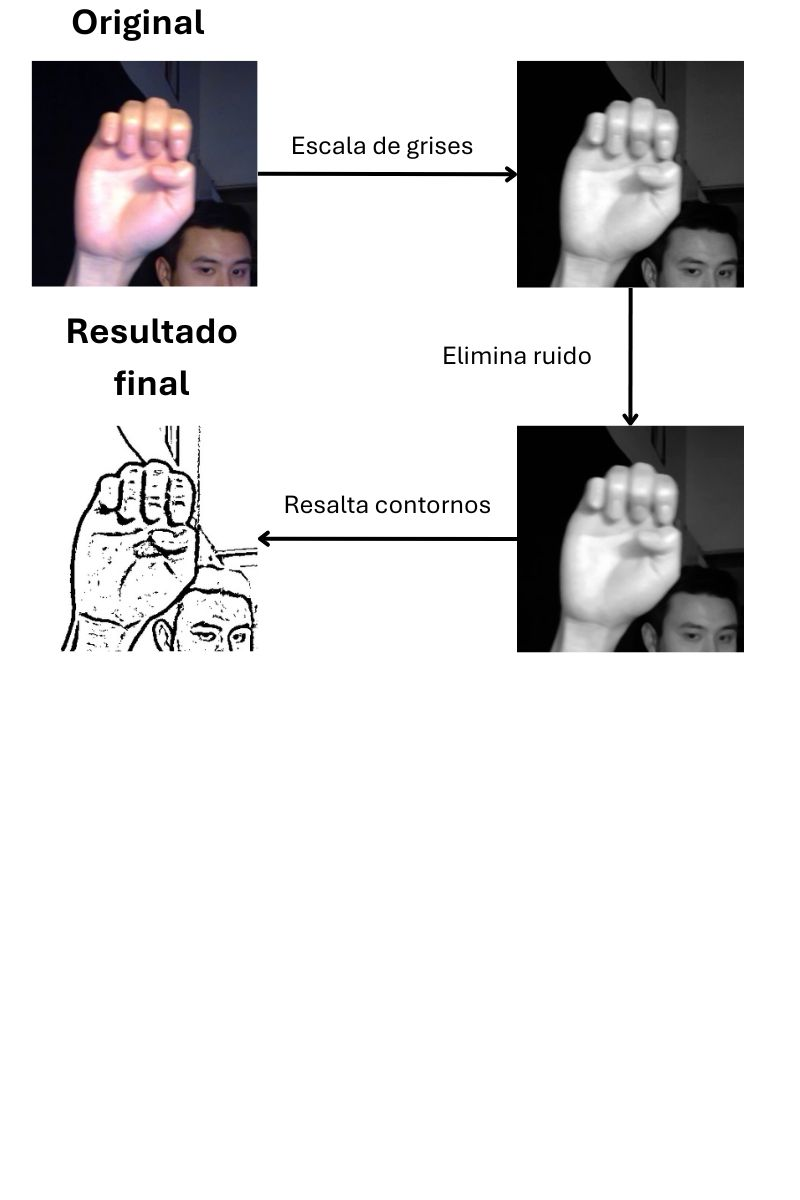 Original
Escala de grises
Elimina ruido
Resalta contornos
Resultado
final